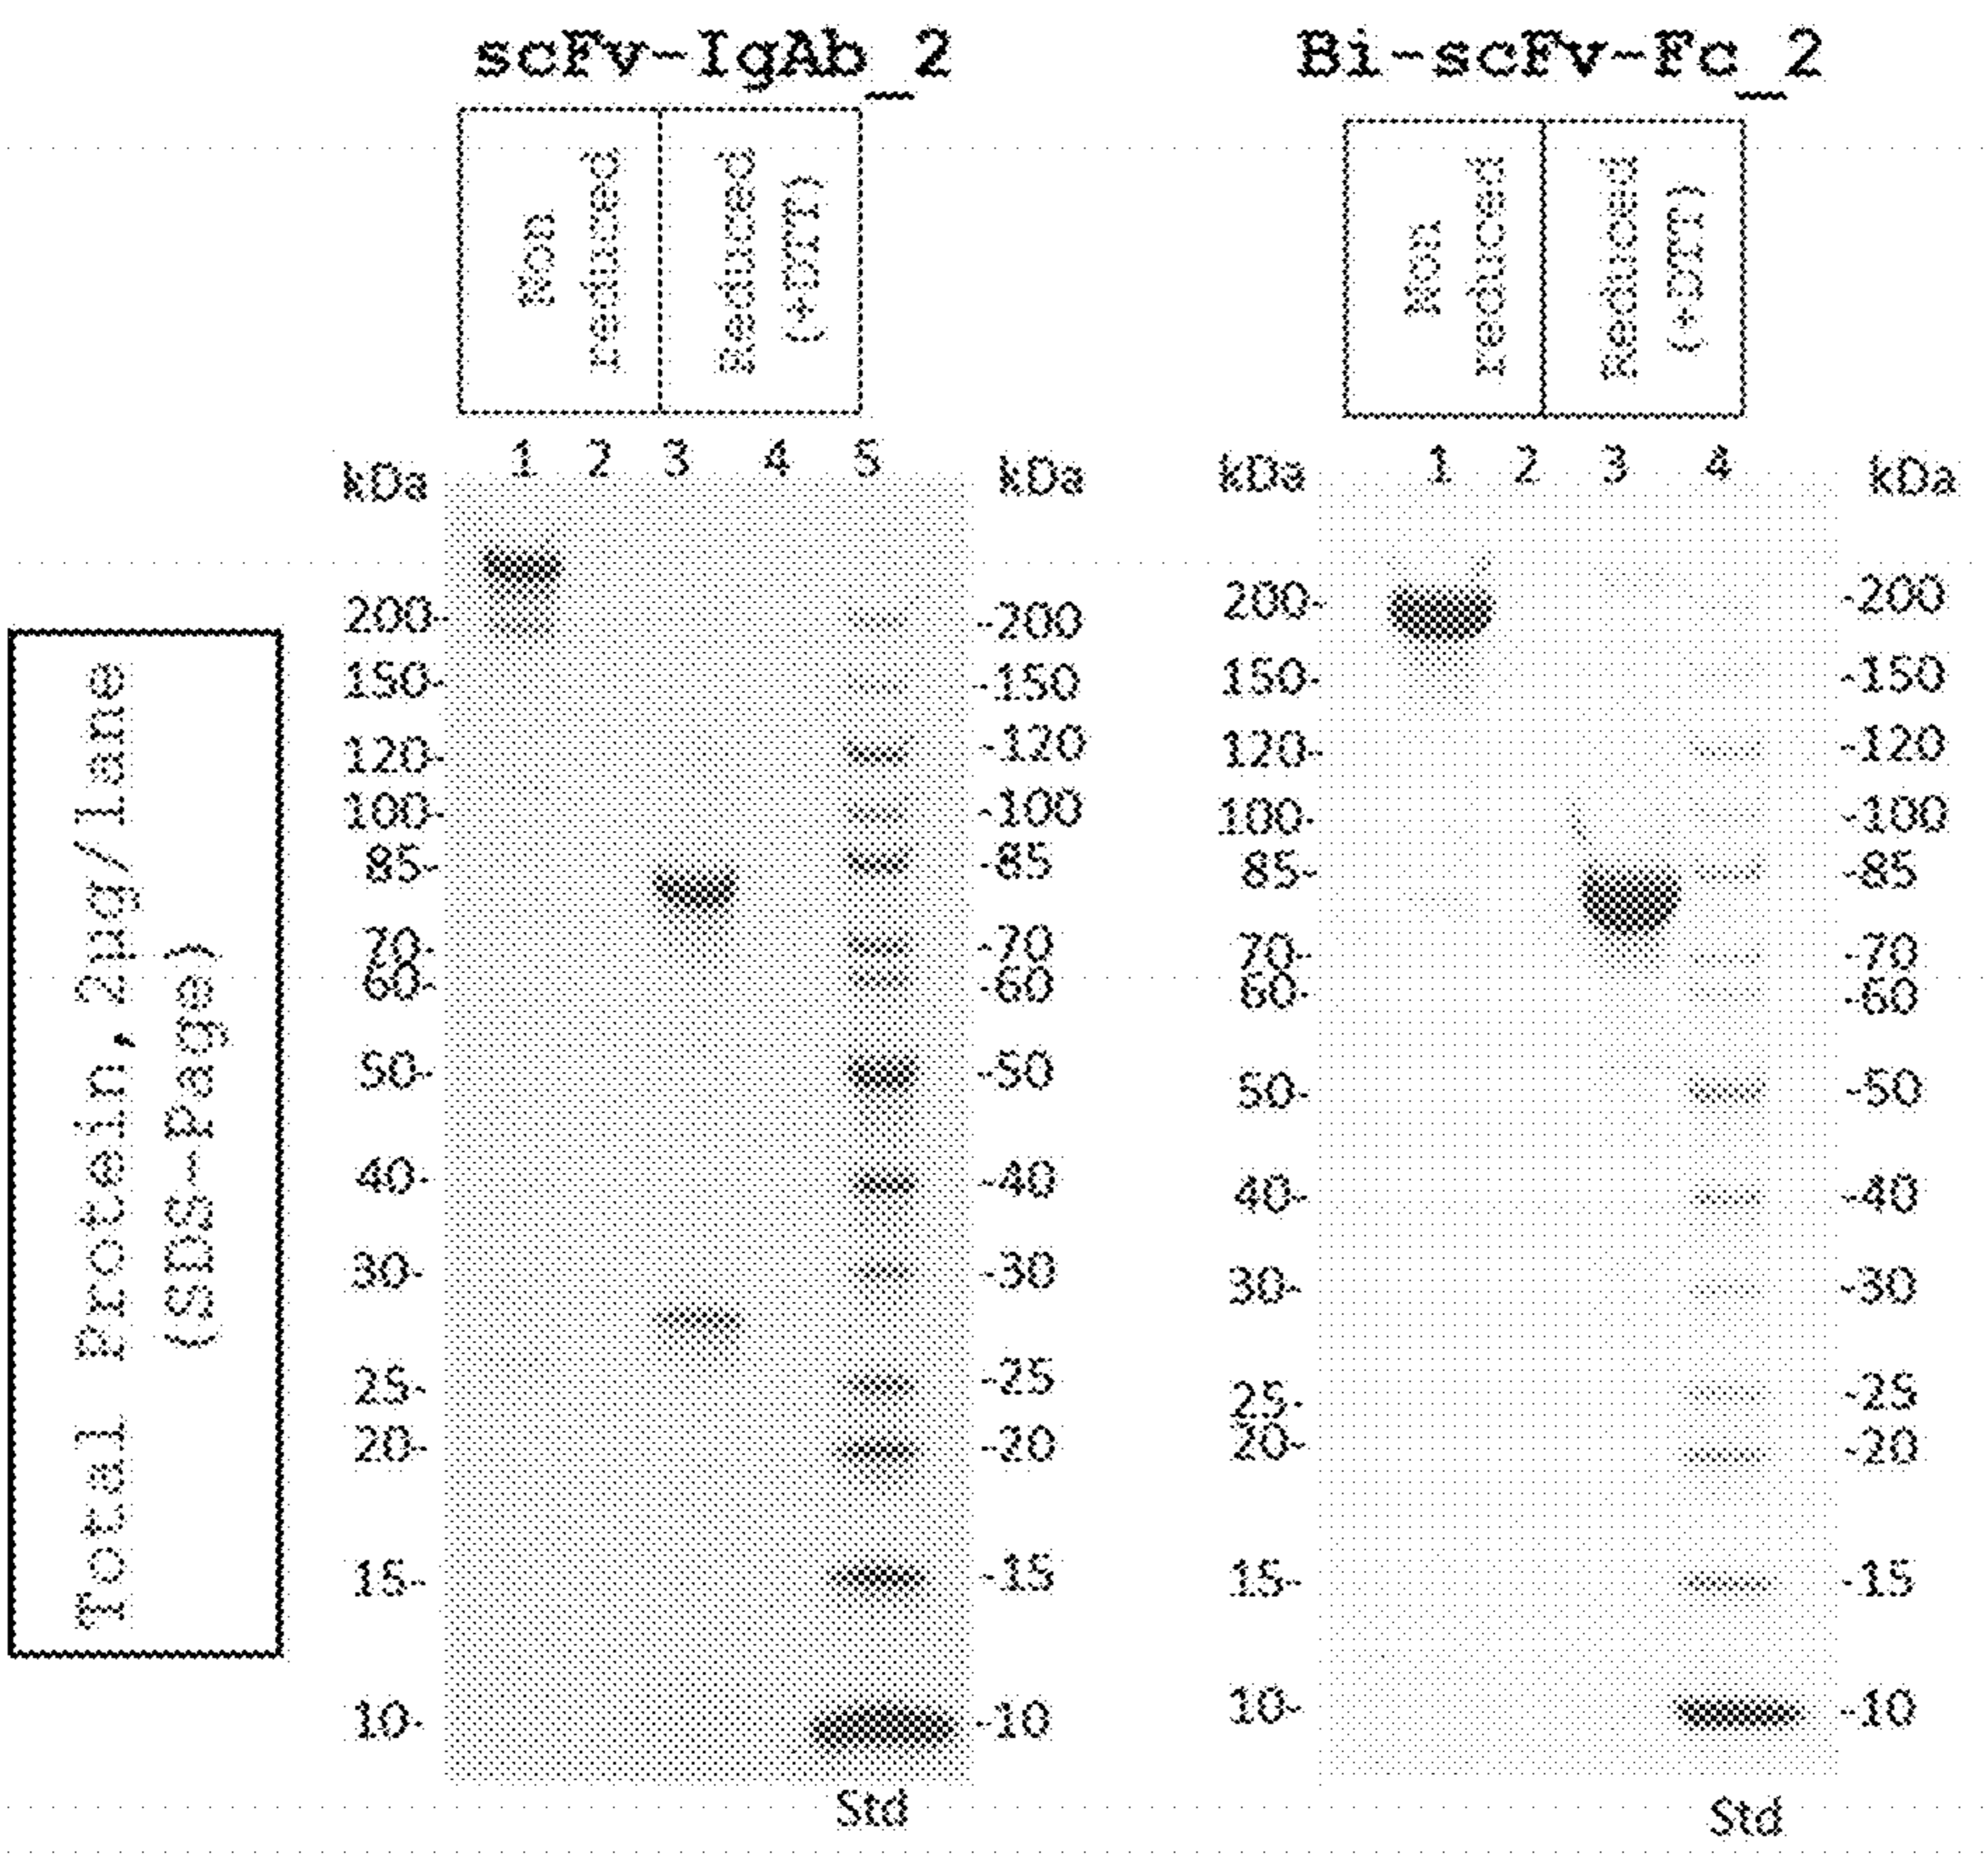 scFv-IgAb_2
Non
reduced
Reduced
(+DTT)
kDa 1 2 3 4 5 kDa
200- -200
150- -150
120- -120
100- -100
85- -85
70- -70
60- -60
50- -50
40- -40
30- -30
25- -25
20- -20
15- -15
10- -10
Std
Bi-scFv-Fc_2
Non
reduced
Reduced
(+DTT)
kDa 1 2 3 4 kDa
200- -200
150- -150
120- -120
100- -100
85- -85
70- -70
60- -60
50- -50
40- -40
30- -30
25- -25
20- -20
15- -15
10- -10
Std
Total Protein,2µg/lane
(SDS-Page)